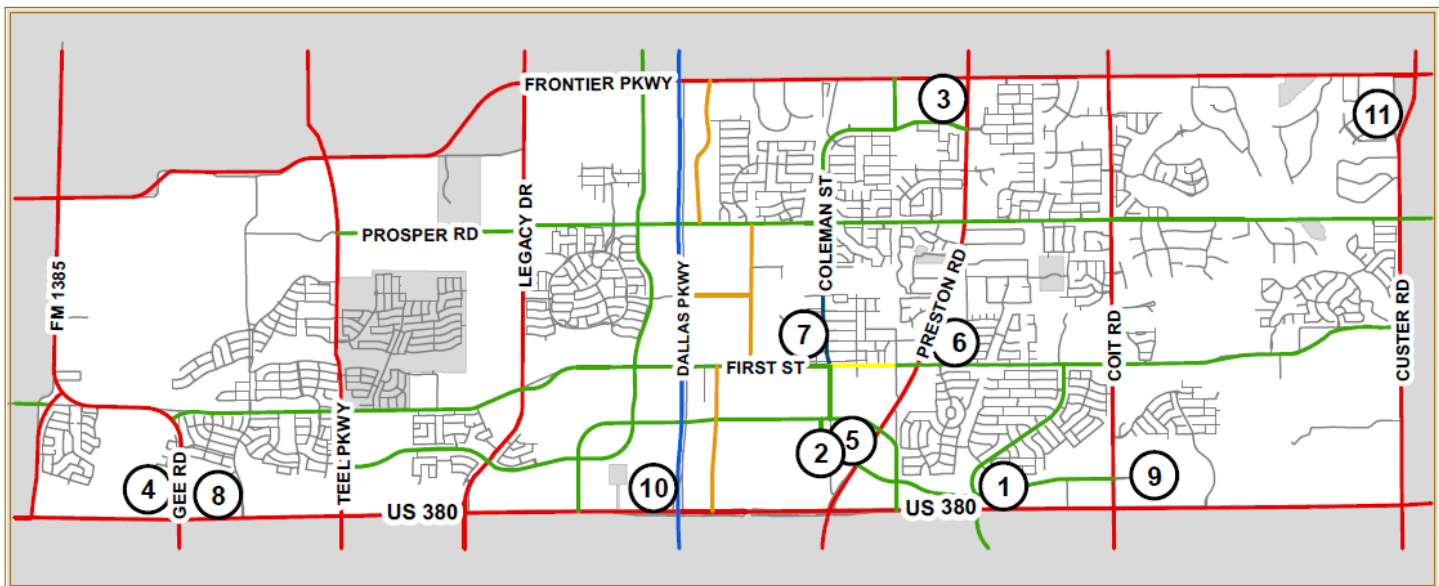 FRONTIER PKWY
3
11
PROSPER RD
LEGACY DR
COLEMAN ST
PRESTON RD
FM 1385
DALLAS PKWY
7
6
FIRST ST
COIT RD
CUSTER RD
TEEL PKWY
GEE RD
2
5
4
8
10
1
9
US 380
US 380